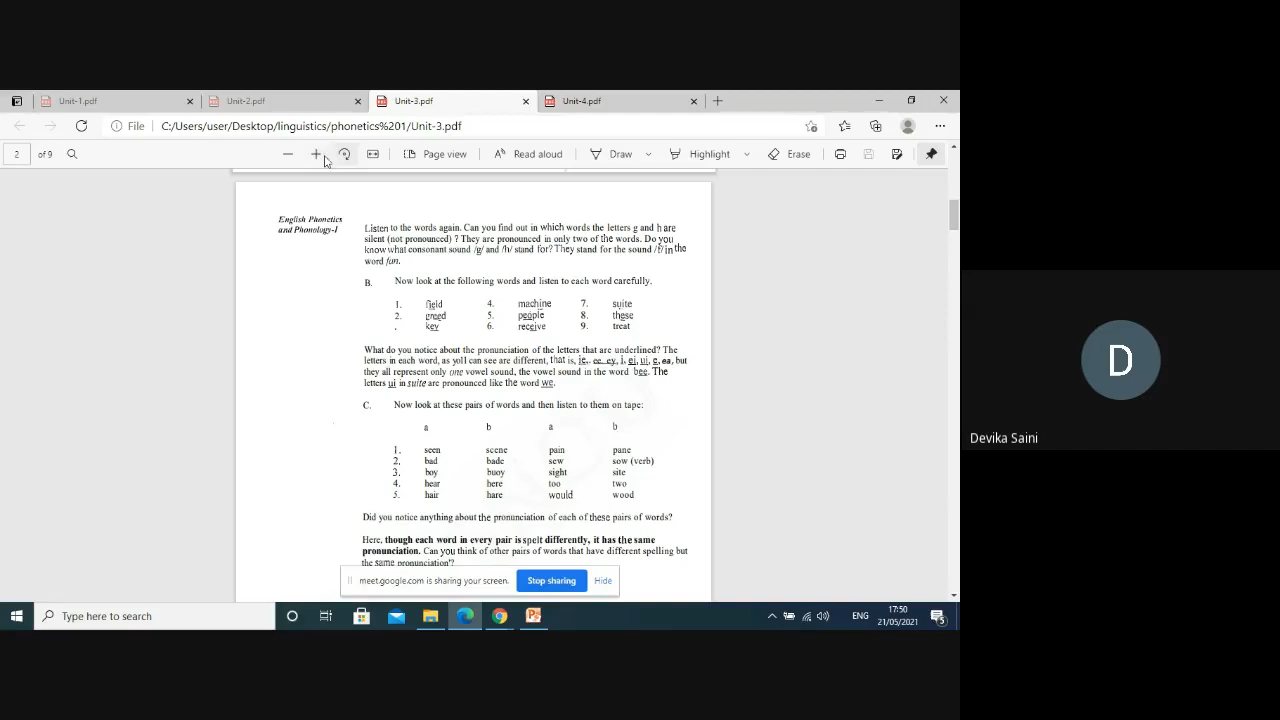 Unit-1.pdf
Unit-2.pdf
Unit-3.pdf
Unit-4.pdf
File
C:/Users/user/Desktop/linguistics/phonetics%201/Unit-3.pdf
2 of 9
Page view
Read aloud
Draw
Highlight
Erase
English Phonetics
and Phonology-I
Listen to the words again. Can you find out in which words the letters g and h are
silent (not pronounced) ? They are pronounced in only two of the words. Do you
know what consonant sound /g/ and /h/ stand for? They stand for the sound /f/ in the
word fun.
B. Now look at the following words and listen to each word carefully.
1. field 4. machine 7. suite
2. greed 5. people 8. these
. key 6. receive 9. treat
What do you notice about the pronunciation of the letters that are underlined? The
letters in each word, as yoll can see are different, that is, ie, ee ey, i, ei, ui, e, ea, but
they all represent only one vowel sound, the vowel sound in the word bee. The
letters ui in suite are pronounced like the word we.
C. Now look at these pairs of words and then listen to them on tape:
a b a b
1. seen scene pain pane
2. bad bade sew sow (verb)
3. boy buoy sight site
4. hear here too two
5. hair hare would wood
Did you notice anything about the pronunciation of each of these pairs of words?
Here, though each word in every pair is spelt differently, it has the same
pronunciation. Can you think of other pairs of words that have different spelling but
the same pronunciation'?
meet.google.com is sharing your screen.
Stop sharing
Hide
Type here to search
ENG
17:50
21/05/2021
5
D
Devika Saini